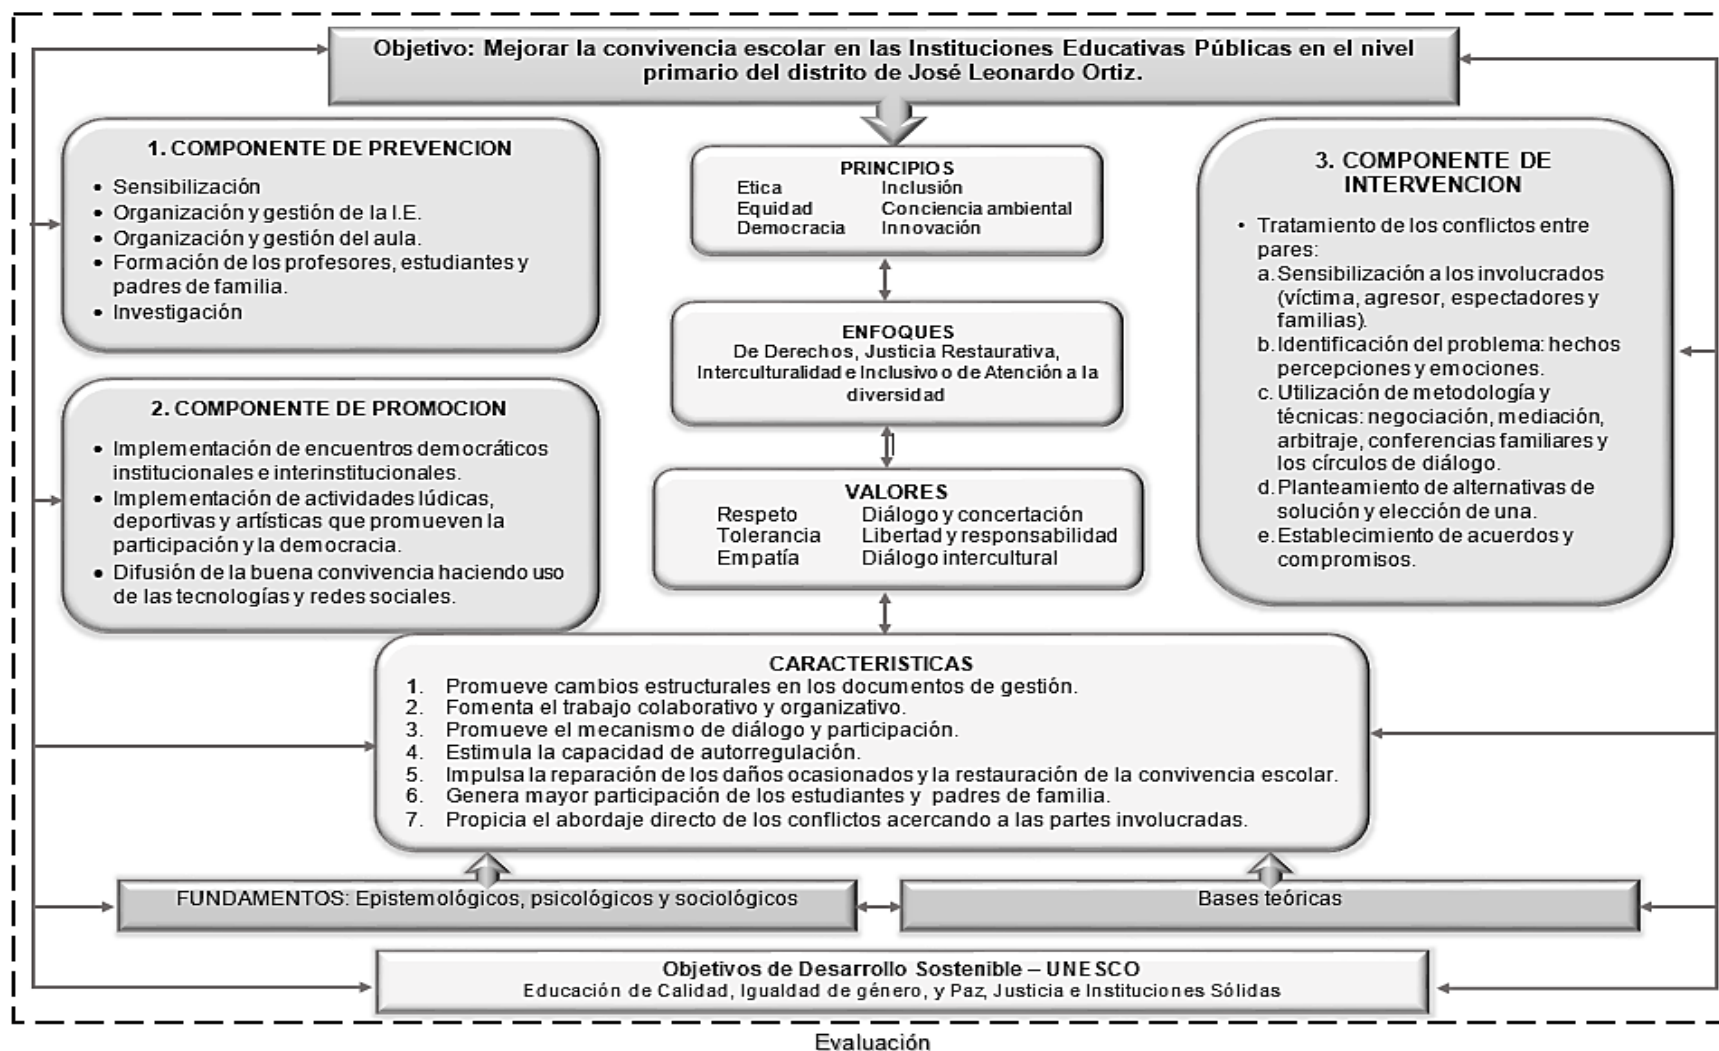 Objetivo: Mejorar la convivencia escolar en las Instituciones Educativas Públicas en el nivel
primario del distrito de José Leonardo Ortiz.
1. COMPONENTE DE PREVENCION
• Sensibilización
• Organización y gestión de la I.E.
• Organización y gestión del aula.
• Formación de los profesores, estudiantes y
padres de familia.
• Investigación
2. COMPONENTE DE PROMOCION
• Implementación de encuentros democráticos
institucionales e interinstitucionales.
• Implementación de actividades lúdicas,
deportivas y artísticas que promueven la
participación y la democracia.
• Difusión de la buena convivencia haciendo uso
de las tecnologías y redes sociales.
PRINCIPIOS
Etica Inclusión
Equidad Conciencia ambiental
Democracia Innovación
ENFOQUES
De Derechos, Justicia Restaurativa,
Interculturalidad e Inclusivo o de Atención a la
diversidad
VALORES
Respeto Diálogo y concertación
Tolerancia Libertad y responsabilidad
Empatía Diálogo intercultural
3. COMPONENTE DE
INTERVENCION
• Tratamiento de los conflictos entre
pares:
a. Sensibilización a los involucrados
(víctima, agresor, espectadores y
familias).
b. Identificación del problema: hechos
percepciones y emociones.
c. Utilización de metodología y
técnicas: negociación, mediación,
arbitraje, conferencias familiares y
los círculos de diálogo.
d. Planteamiento de alternativas de
solución y elección de una.
e. Establecimiento de acuerdos y
compromisos.
CARACTERISTICAS
1. Promueve cambios estructurales en los documentos de gestión.
2. Fomenta el trabajo colaborativo y organizativo.
3. Promueve el mecanismo de diálogo y participación.
4. Estimula la capacidad de autorregulación.
5. Impulsa la reparación de los daños ocasionados y la restauración de la convivencia escolar.
6. Genera mayor participación de los estudiantes y padres de familia.
7. Propicia el abordaje directo de los conflictos acercando a las partes involucradas.
FUNDAMENTOS: Epistemológicos, psicológicos y sociológicos
Bases teóricas
Objetivos de Desarrollo Sostenible – UNESCO
Educación de Calidad, Igualdad de género, y Paz, Justicia e Instituciones Sólidas
Evaluación